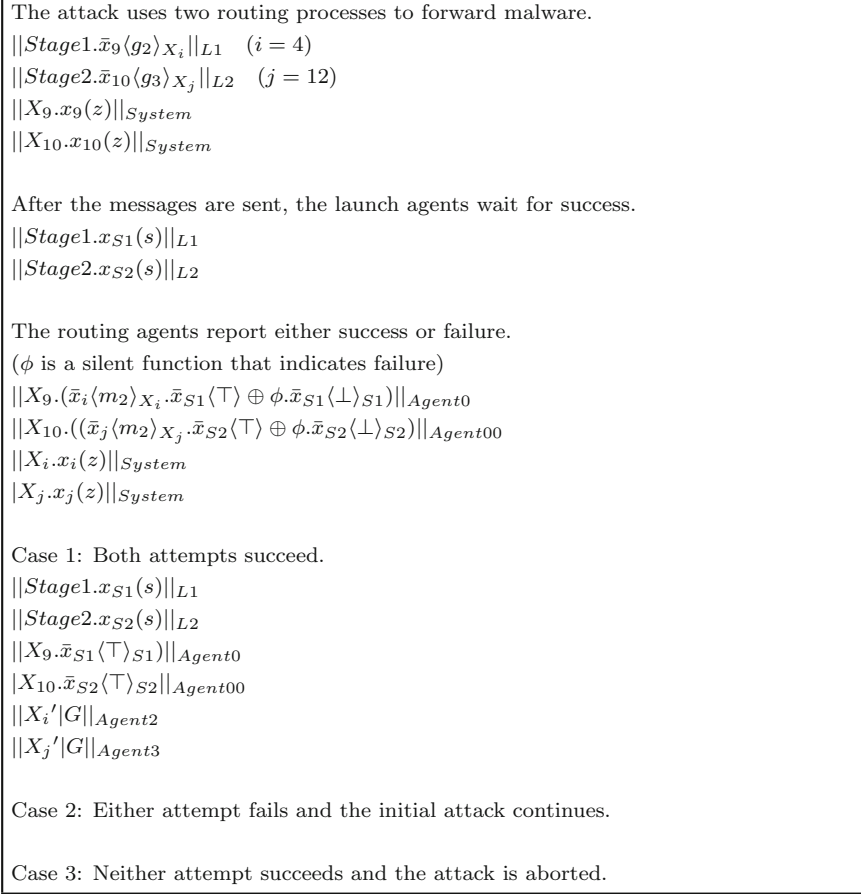 The attack uses two routing processes to forward malware.
||Stage1.x̄₉⟨g₂⟩_{X_i}||_{L1} (i = 4)
||Stage2.x̄₁₀⟨g₃⟩_{X_j}||_{L2} (j = 12)
||X₉.x₉(z)||_{System}
||X₁₀.x₁₀(z)||_{System}
After the messages are sent, the launch agents wait for success.
||Stage1.x_{S1}(s)||_{L1}
||Stage2.x_{S2}(s)||_{L2}
The routing agents report either success or failure.
(ϕ is a silent function that indicates failure)
||X₉.(x̄_i⟨m₂⟩_{X_i}.x̄_{S1}⟨⊤⟩ ⊕ ϕ.x̄_{S1}⟨⊥⟩_{S1})||_{Agent0}
||X₁₀.((x̄_j⟨m₂⟩_{X_j}.x̄_{S2}⟨⊤⟩ ⊕ ϕ.x̄_{S2}⟨⊥⟩_{S2})||_{Agent00}
||X_i.x_i(z)||_{System}
|X_j.x_j(z)||_{System}
Case 1: Both attempts succeed.
||Stage1.x_{S1}(s)||_{L1}
||Stage2.x_{S2}(s)||_{L2}
||X₉.x̄_{S1}⟨⊤⟩_{S1})||_{Agent0}
|X₁₀.x̄_{S2}⟨⊤⟩_{S2}||_{Agent00}
||X_i′|G||_{Agent2}
||X_j′|G||_{Agent3}
Case 2: Either attempt fails and the initial attack continues.
Case 3: Neither attempt succeeds and the attack is aborted.